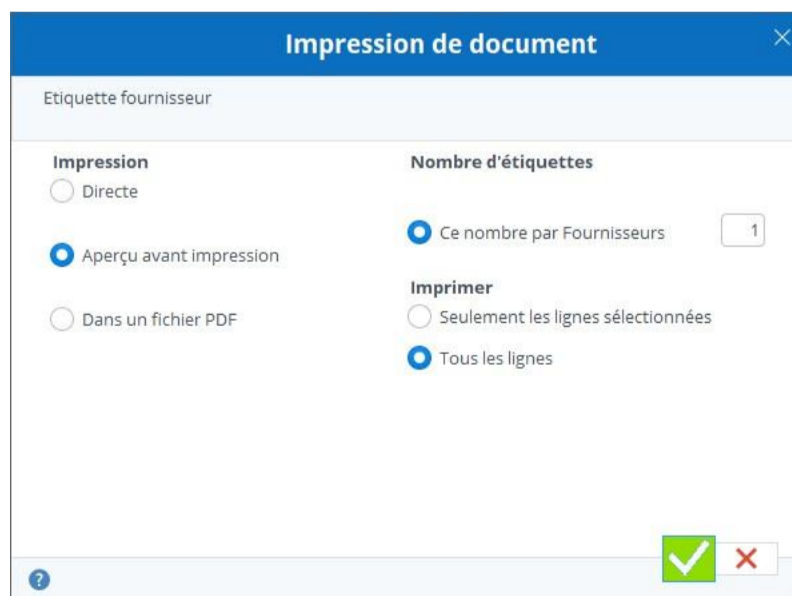 Impression de document
Etiquette fournisseur
Impression
Directe
Aperçu avant impression
Dans un fichier PDF
Nombre d'étiquettes
Ce nombre par Fournisseurs 1
Imprimer
Seulement les lignes sélectionnées
Tous les lignes
?